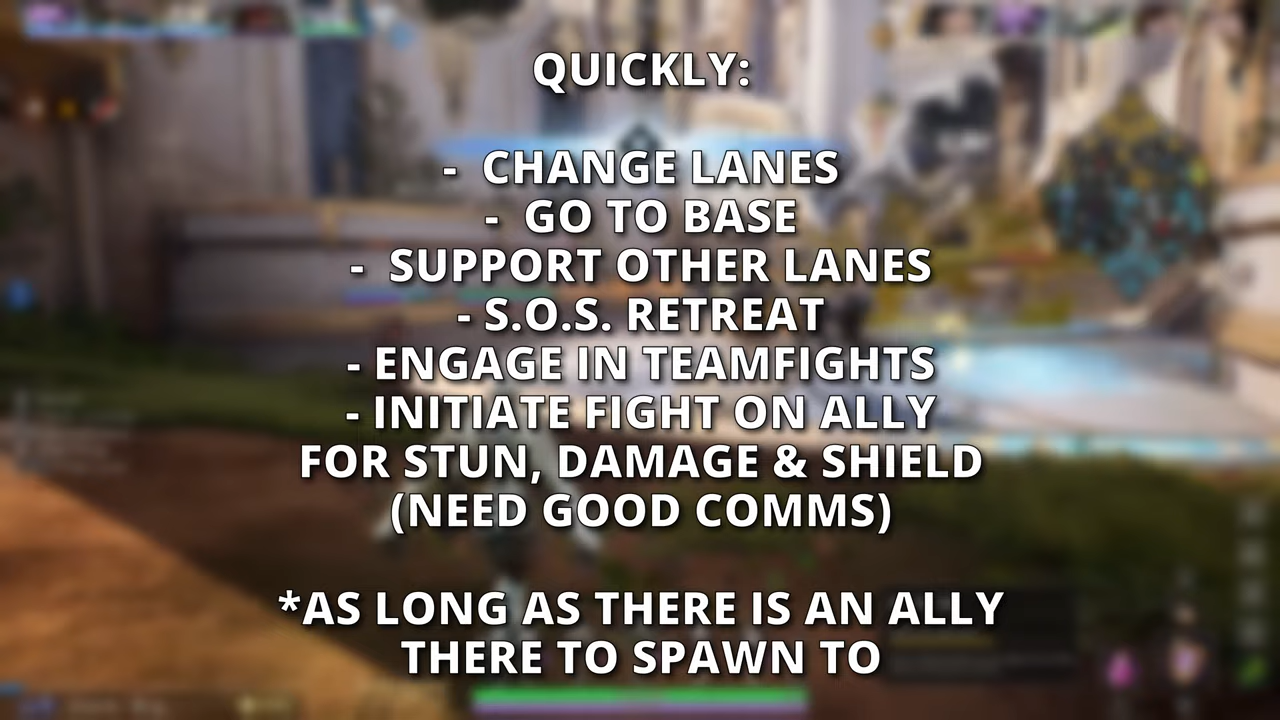 QUICKLY:
- CHANGE LANES
- GO TO BASE
- SUPPORT OTHER LANES
- S.O.S. RETREAT
- ENGAGE IN TEAMFIGHTS
- INITIATE FIGHT ON ALLY
FOR STUN, DAMAGE & SHIELD
(NEED GOOD COMMS)
*AS LONG AS THERE IS AN ALLY
THERE TO SPAWN TO